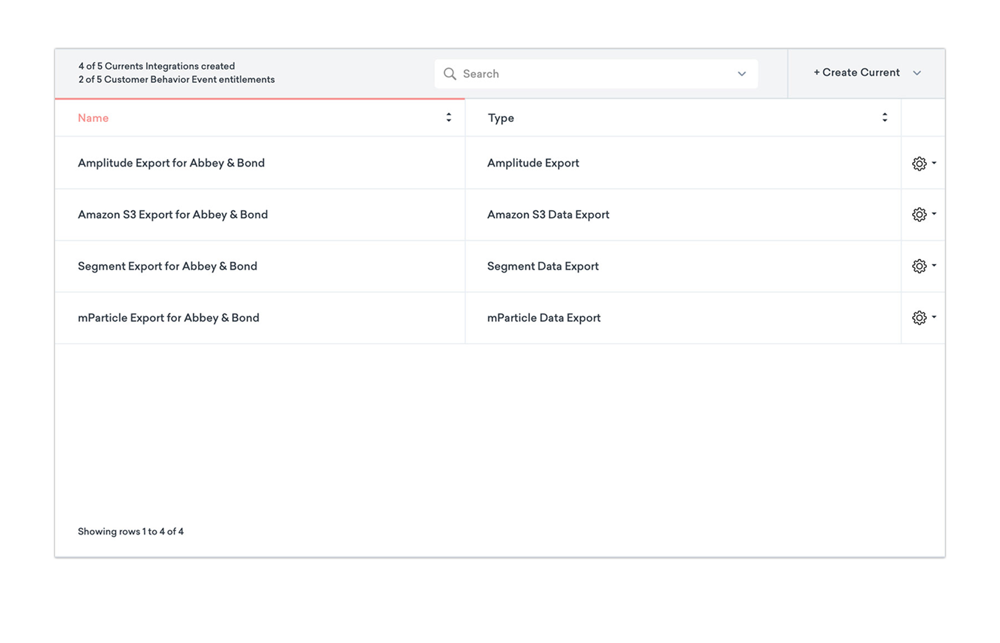 4 of 5 Currents Integrations created
2 of 5 Customer Behavior Event entitlements
Search
+ Create Current
Name
Type
Amplitude Export for Abbey & Bond
Amplitude Export
Amazon S3 Export for Abbey & Bond
Amazon S3 Data Export
Segment Export for Abbey & Bond
Segment Data Export
mParticle Export for Abbey & Bond
mParticle Data Export
Showing rows 1 to 4 of 4